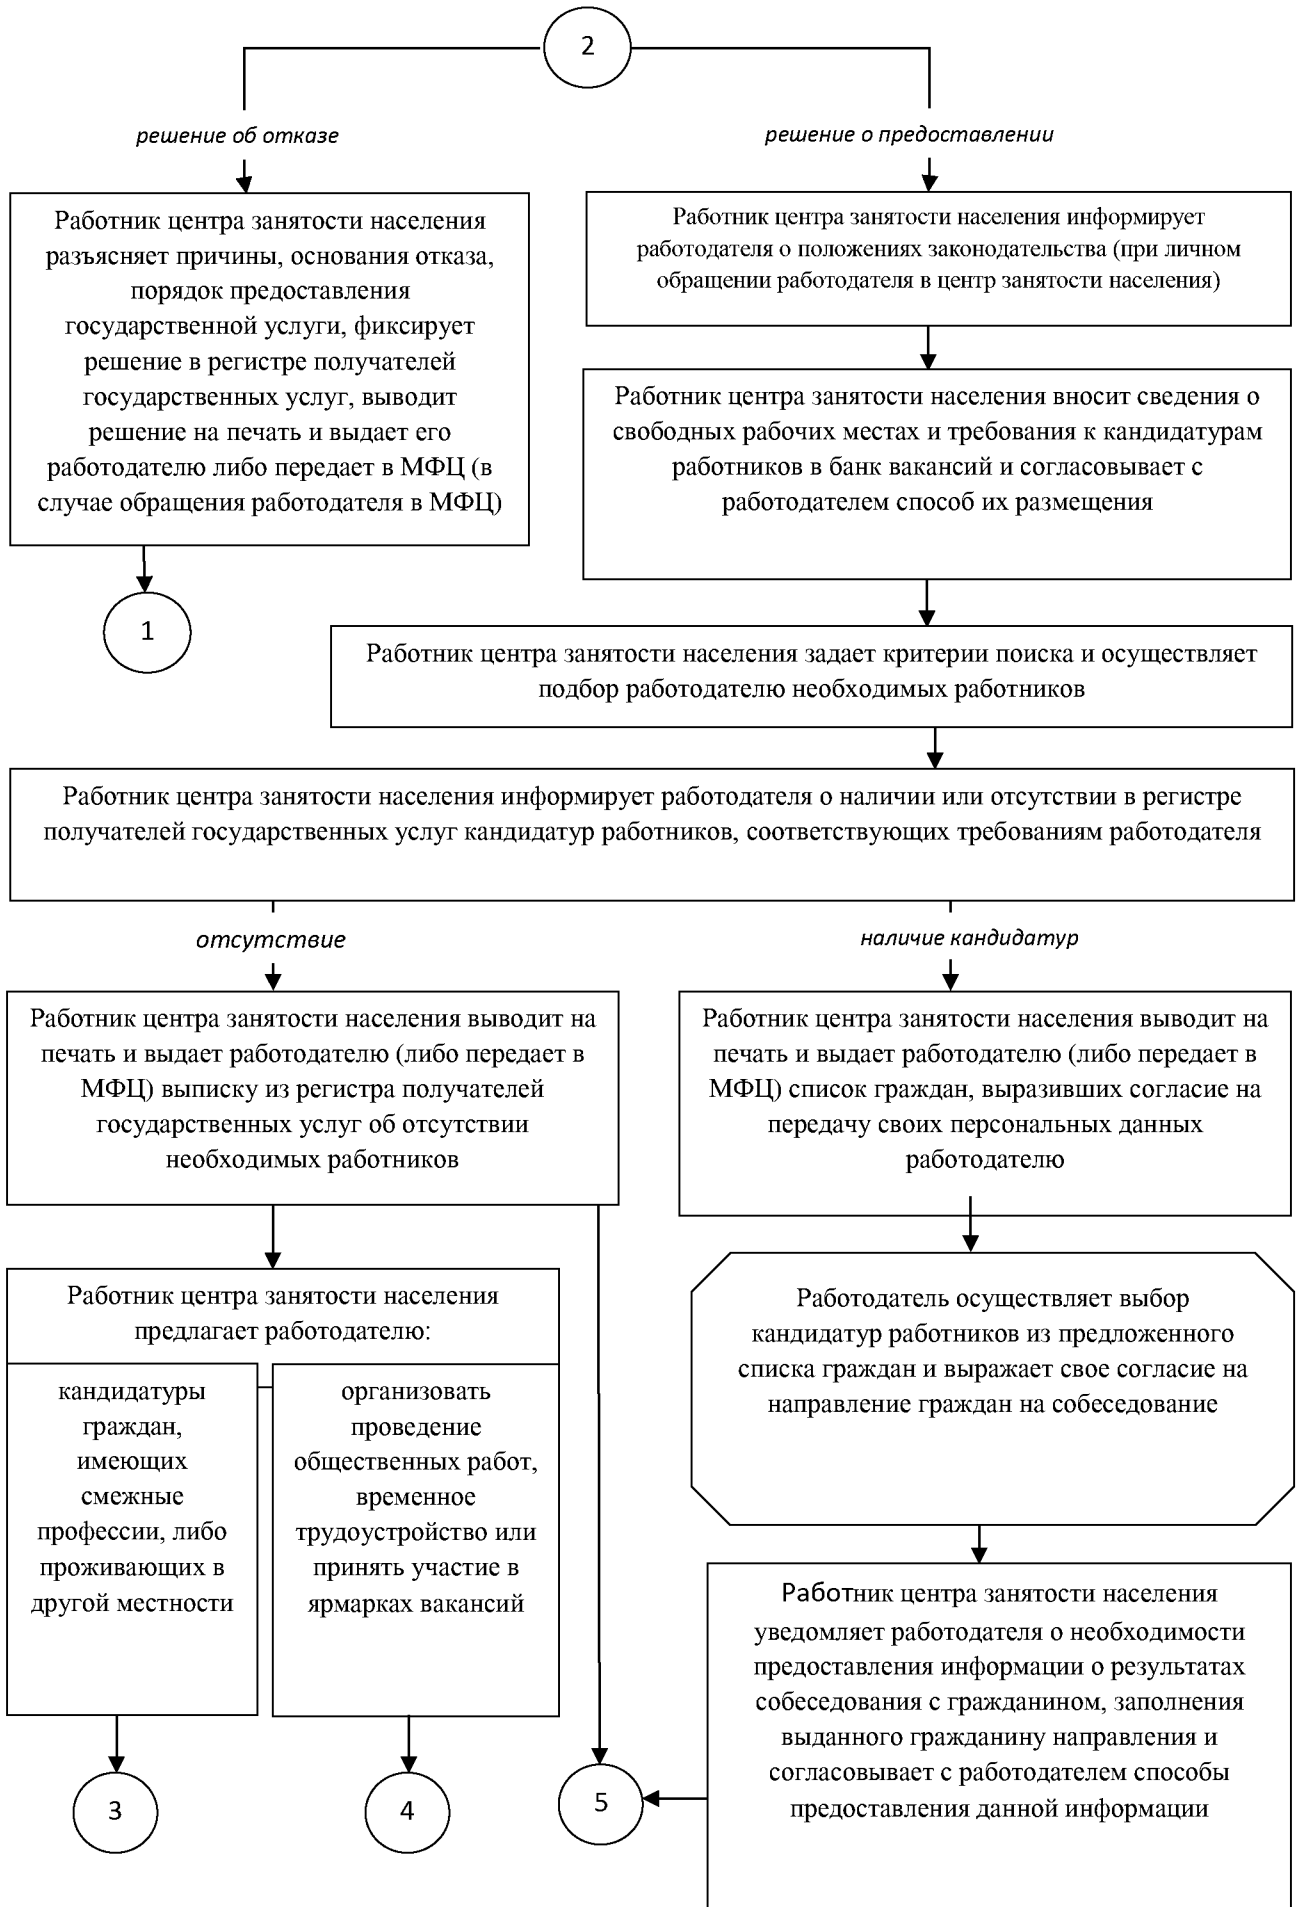 2
решение об отказе
решение о предоставлении
Работник центра занятости населения
разъясняет причины, основания отказа,
порядок предоставления
государственной услуги, фиксирует
решение в регистре получателей
государственных услуг, выводит
решение на печать и выдает его
работодателю либо передает в МФЦ (в
случае обращения работодателя в МФЦ)
1
Работник центра занятости населения информирует
работодателя о положениях законодательства (при личном
обращении работодателя в центр занятости населения)
Работник центра занятости населения вносит сведения о
свободных рабочих местах и требования к кандидатурам
работников в банк вакансий и согласовывает с
работодателем способ их размещения
Работник центра занятости населения задает критерии поиска и осуществляет
подбор работодателю необходимых работников
Работник центра занятости населения информирует работодателя о наличии или отсутствии в регистре
получателей государственных услуг кандидатур работников, соответствующих требованиям работодателя
отсутствие
наличие кандидатур
Работник центра занятости населения выводит на
печать и выдает работодателю (либо передает в
МФЦ) выписку из регистра получателей
государственных услуг об отсутствии
необходимых работников
Работник центра занятости населения выводит на
печать и выдает работодателю (либо передает в
МФЦ) список граждан, выразивших согласие на
передачу своих персональных данных
работодателю
Работник центра занятости населения
предлагает работодателю:
кандидатуры
граждан,
имеющих
смежные
профессии, либо
проживающих в
другой местности
организовать
проведение
общественных работ,
временное
трудоустройство или
принять участие в
ярмарках вакансий
Работодатель осуществляет выбор
кандидатур работников из предложенного
списка граждан и выражает свое согласие на
направление граждан на собеседование
Работник центра занятости населения
уведомляет работодателя о необходимости
предоставления информации о результатах
собеседования с гражданином, заполнения
выданного гражданину направления и
согласовывает с работодателем способы
предоставления данной информации
3
4
5